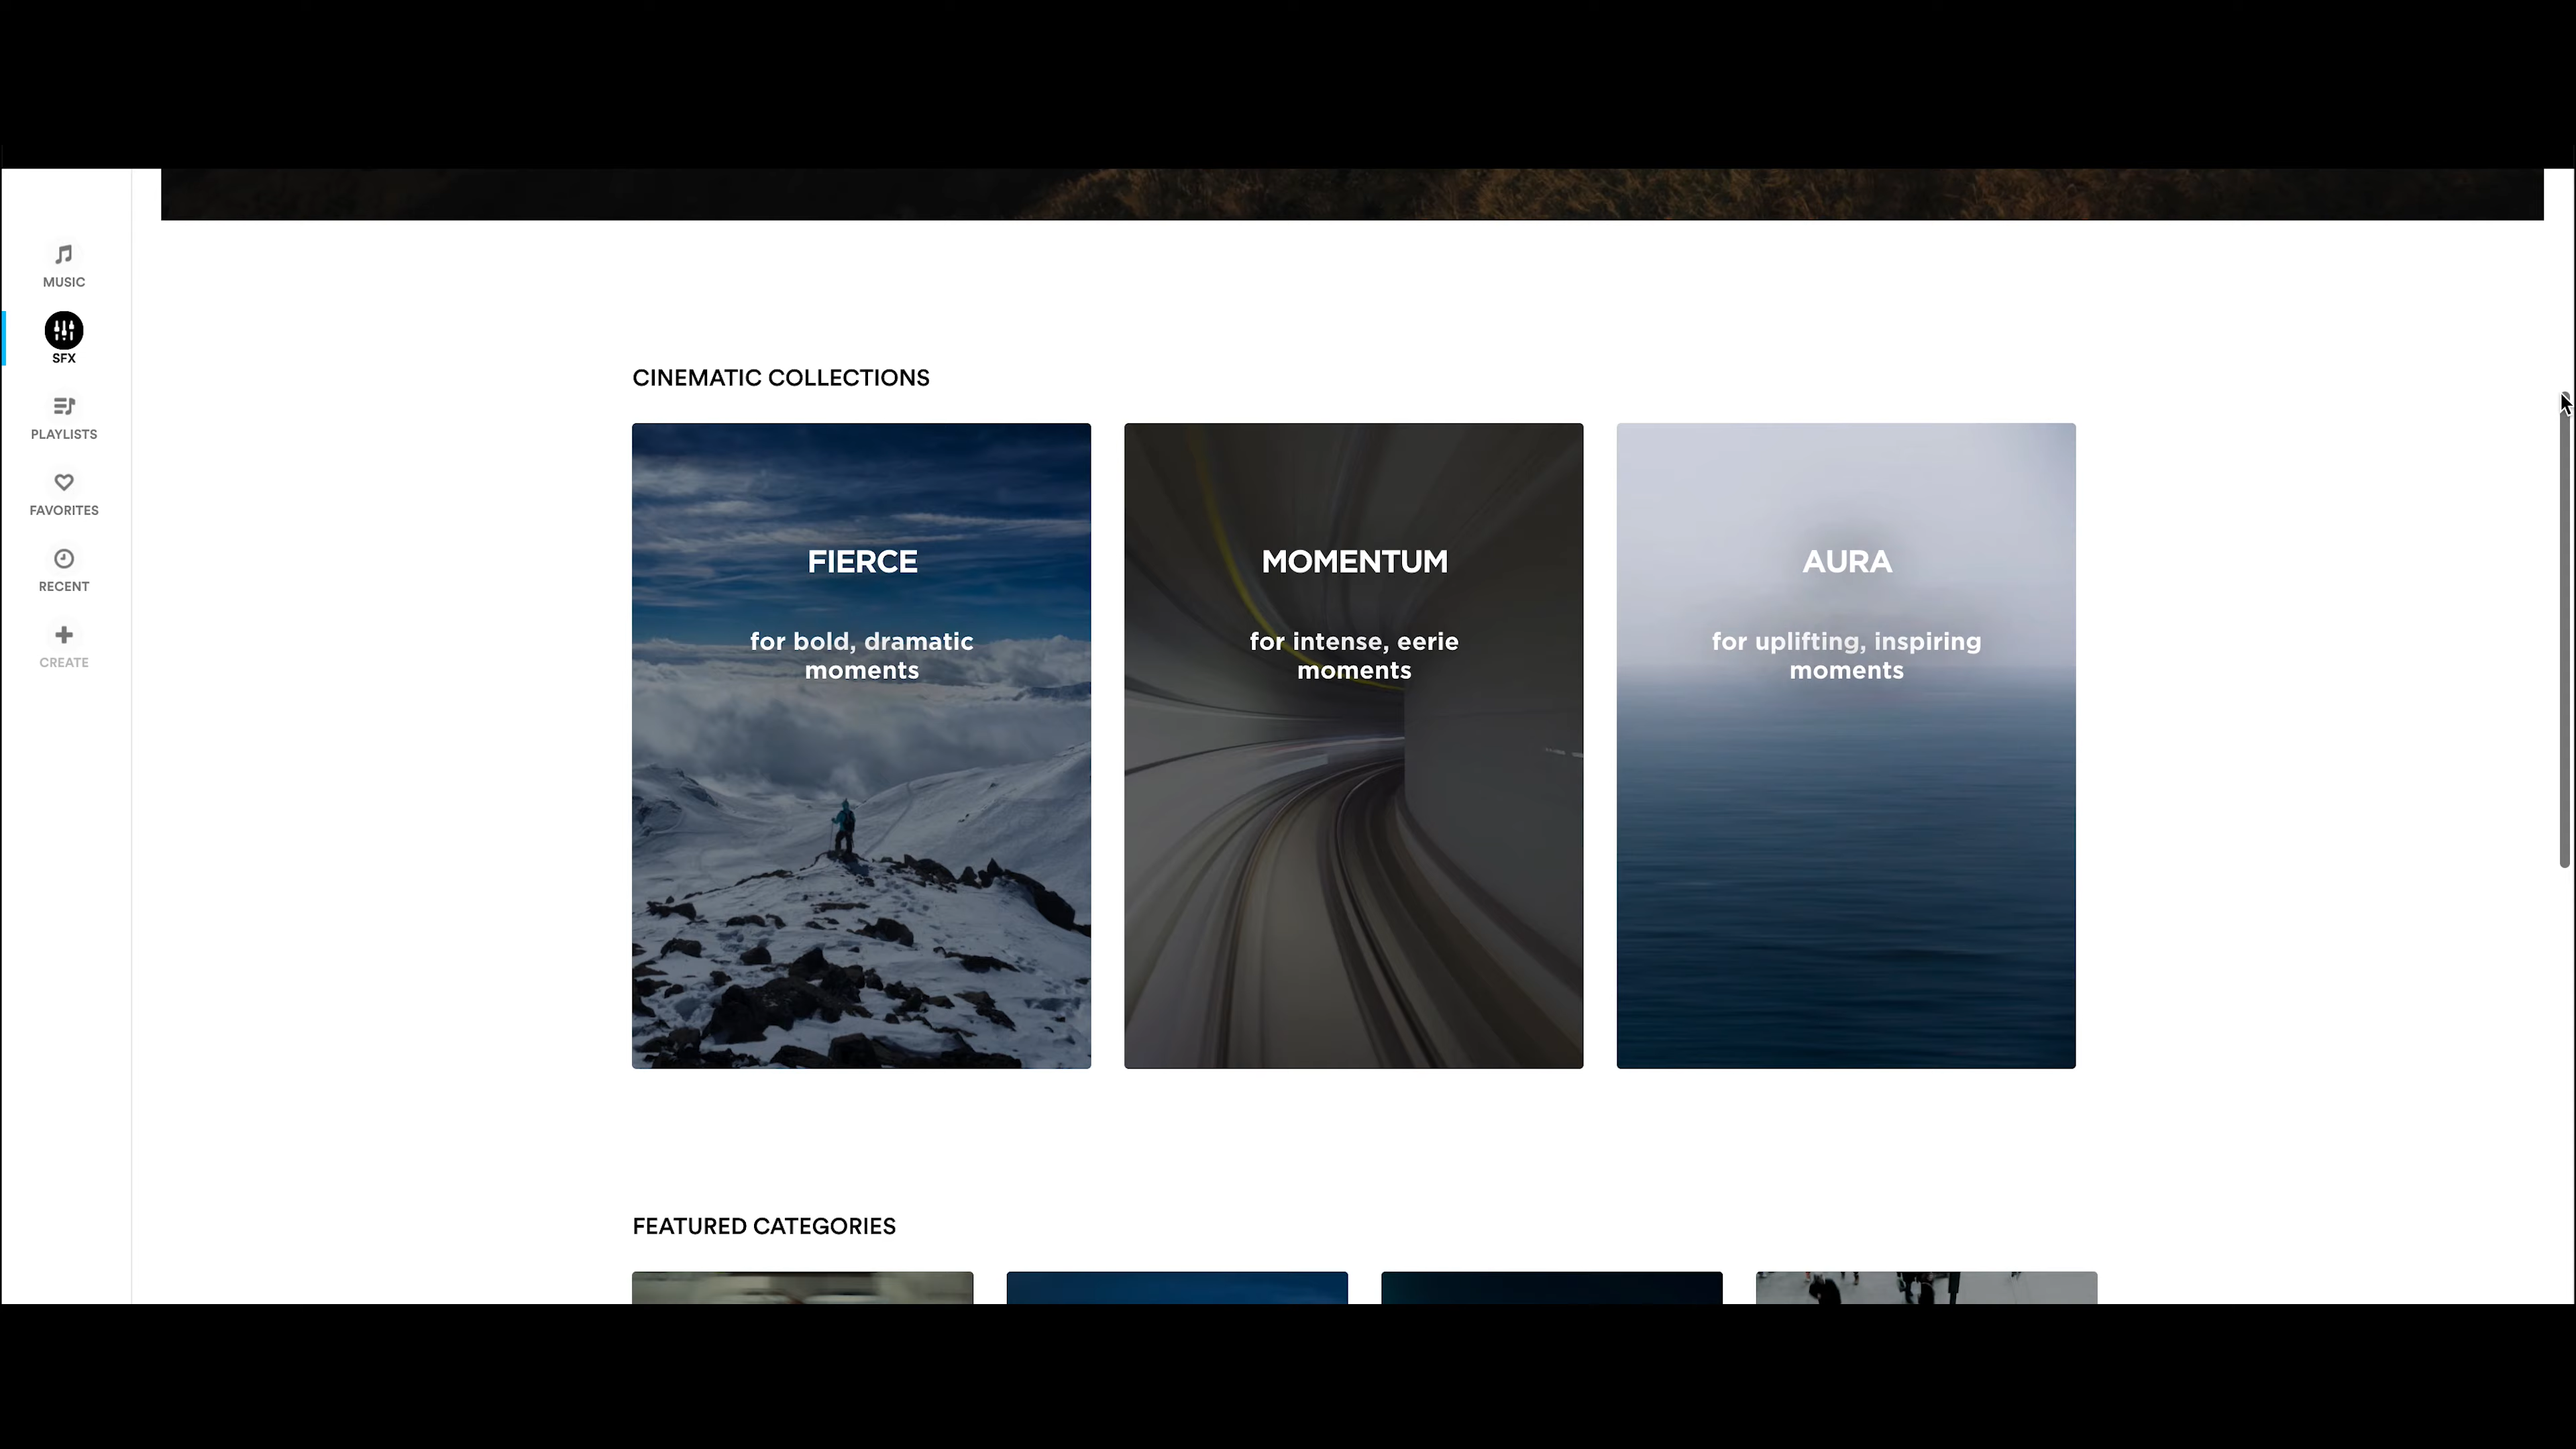 MUSIC
SFX
PLAYLISTS
FAVORITES
RECENT
CREATE
CINEMATIC COLLECTIONS
FIERCE
for bold, dramatic
moments
MOMENTUM
for intense, eerie
moments
AURA
for uplifting, inspiring
moments
FEATURED CATEGORIES